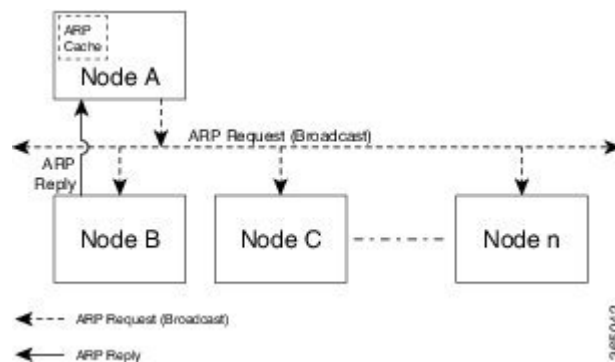 ARP
Cache
Node A
ARP Request (Broadcast)
ARP
Reply
Node B
Node C
Node n
ARP Request (Broadcast)
ARP Reply